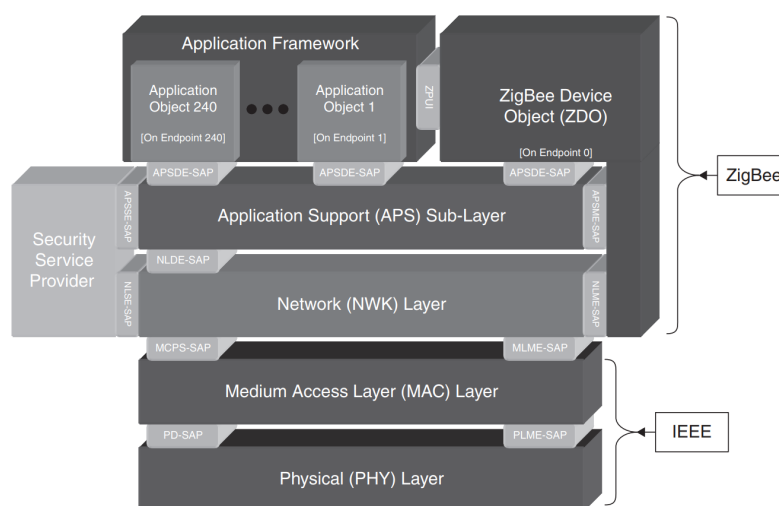 Application Framework
Application
Object 240
[On Endpoint 240]
Application
Object 1
[On Endpoint 1]
ZPUI
ZigBee Device
Object (ZDO)
[On Endpoint 0]
APSDE-SAP
APSDE-SAP
APSDE-SAP
ZigBee
Security
Service
Provider
APSSE-SAP
Application Support (APS) Sub-Layer
APSME-SAP
NLDE-SAP
NLSE-SAP
Network (NWK) Layer
NLME-SAP
MCPS-SAP
MLME-SAP
Medium Access Layer (MAC) Layer
IEEE
PD-SAP
PLME-SAP
Physical (PHY) Layer